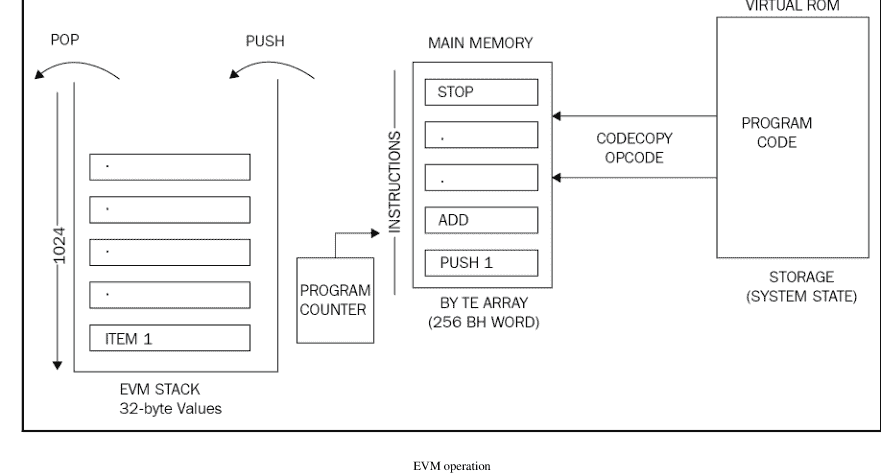 VIRTUAL ROM
POP
PUSH
MAIN MEMORY
STOP
.
.
ADD
PUSH 1
INSTRUCTIONS
CODECOPY
OPCODE
PROGRAM
CODE
.
.
.
.
ITEM 1
1024
PROGRAM
COUNTER
BY TE ARRAY
(256 BH WORD)
STORAGE
(SYSTEM STATE)
EVM STACK
32-byte Values
EVM operation